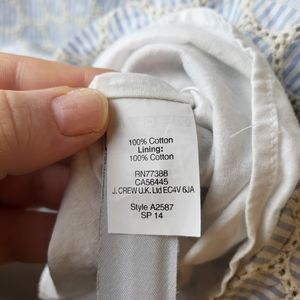 100% Cotton
Lining:
100% Cotton
RN77388
CA56445
J. CREW U.K. Ltd EC4V 6JA
Style A2587
SP 14